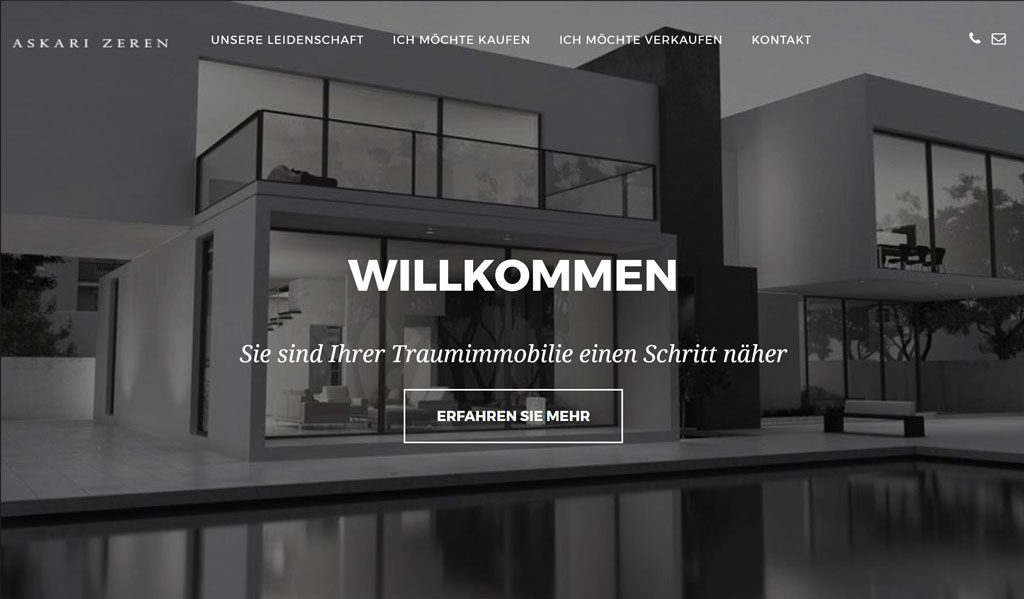 ASKARI ZEREN
UNSERE LEIDENSCHAFT
ICH MÖCHTE KAUFEN
ICH MÖCHTE VERKAUFEN
KONTAKT
WILLKOMMEN
Sie sind Ihrer Traumimmobilie einen Schritt näher
ERFAHREN SIE MEHR